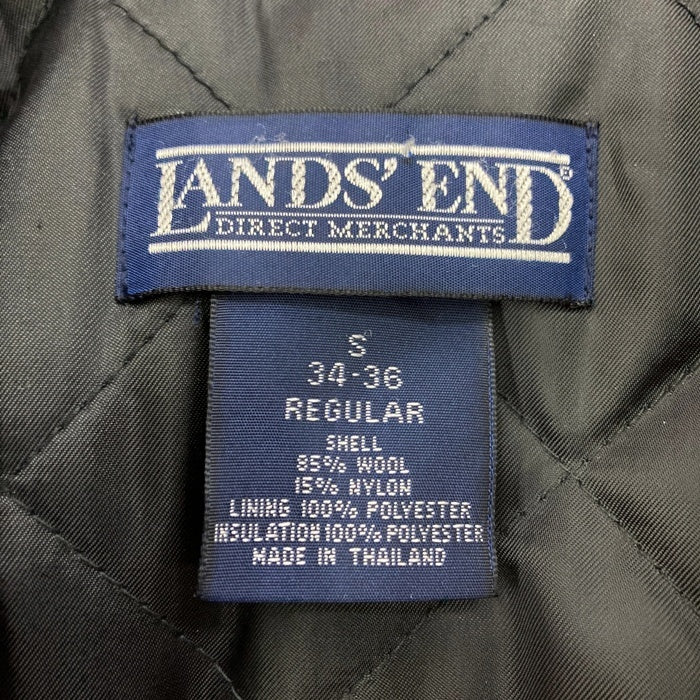 LANDS' END®
DIRECT MERCHANTS
S
34-36
REGULAR
SHELL
85% WOOL
15% NYLON
LINING 100% POLYESTER
INSULATION 100% POLYESTER
MADE IN THAILAND